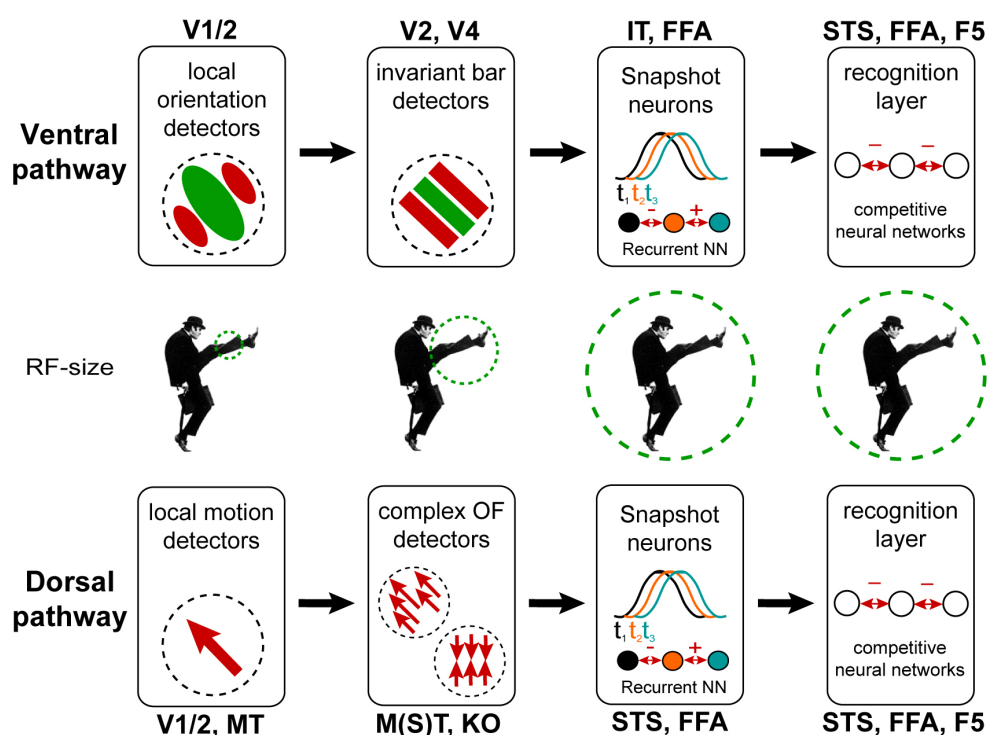 V1/2
V2, V4
IT, FFA
STS, FFA, F5
Ventral
pathway
local
orientation
detectors
invariant bar
detectors
Snapshot
neurons
t1 t2 t3
- +
Recurrent NN
recognition
layer
– –
competitive
neural networks
RF-size
Dorsal
pathway
local motion
detectors
complex OF
detectors
Snapshot
neurons
t1 t2 t3
- +
Recurrent NN
recognition
layer
– –
competitive
neural networks
V1/2, MT
M(S)T, KO
STS, FFA
STS, FFA, F5